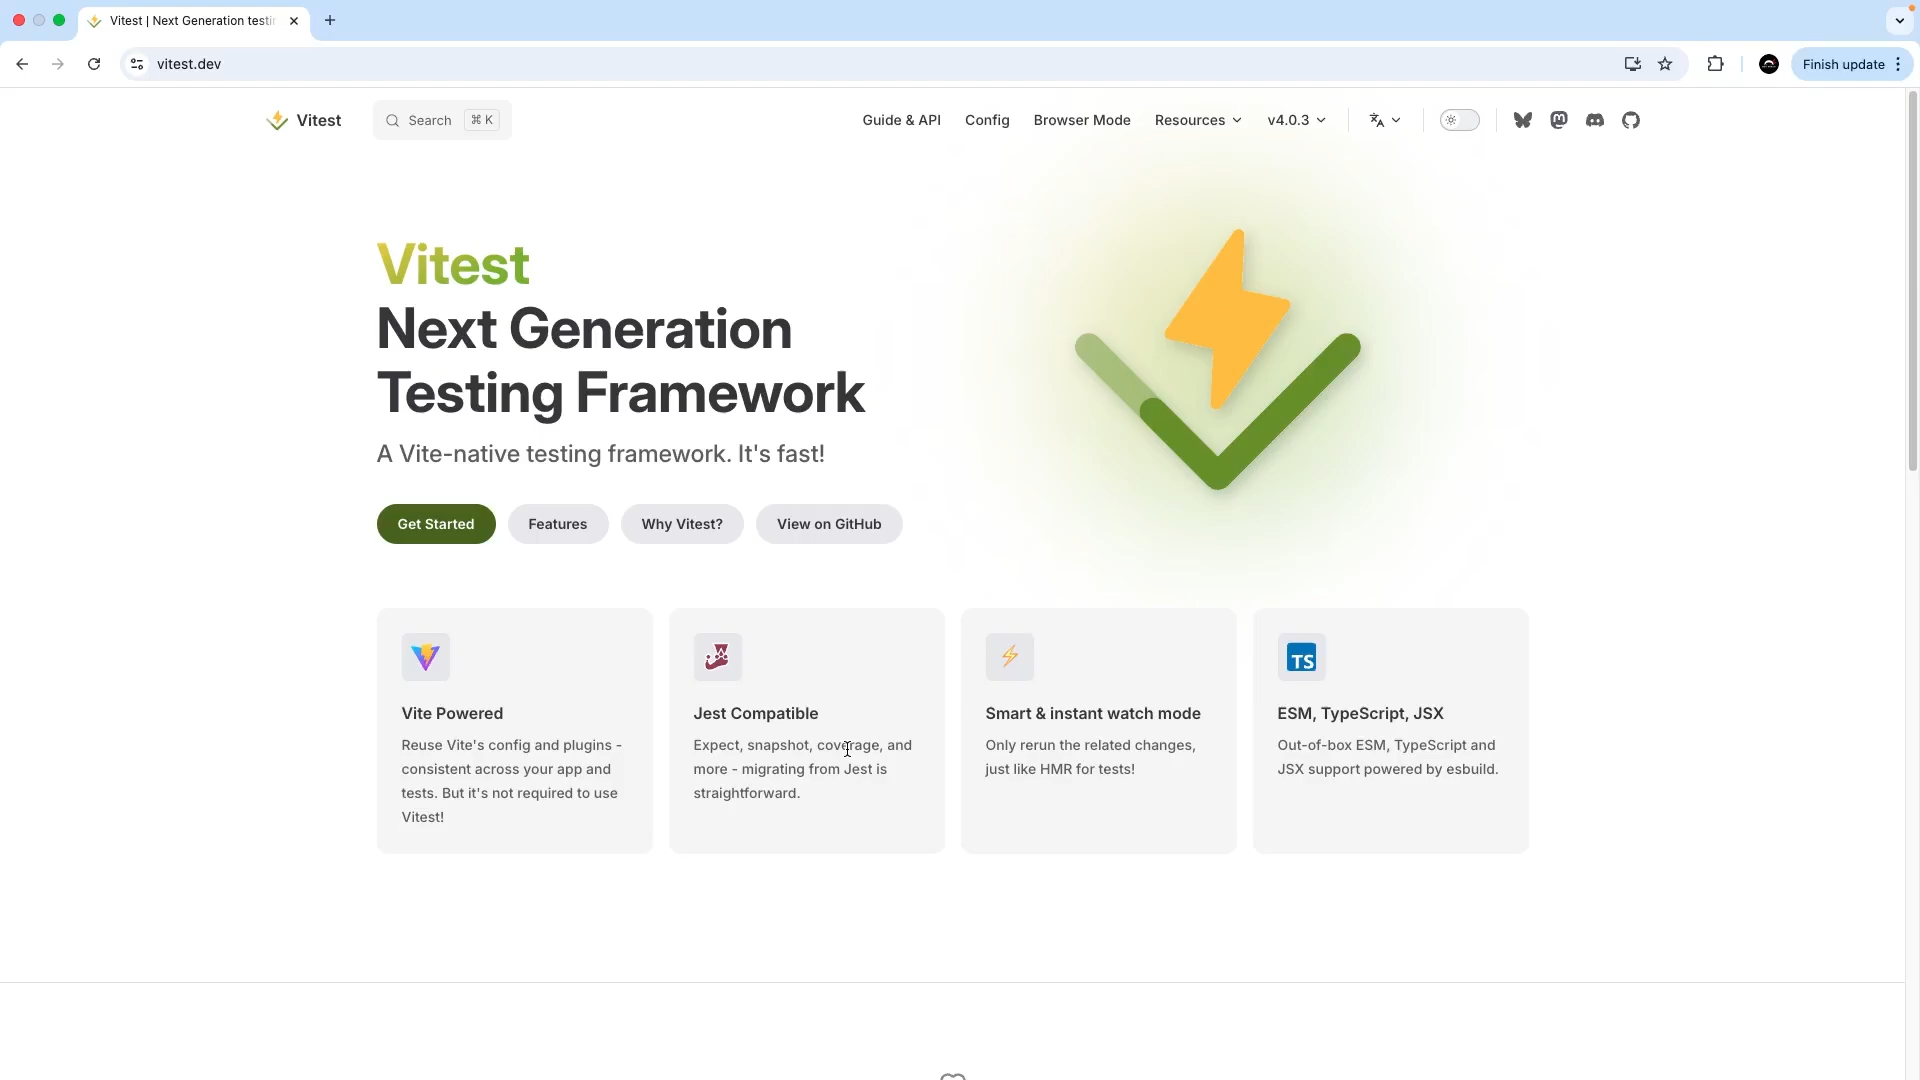 Vitest | Next Generation testi
vitest.dev
Finish update
Vitest
Search
⌘ K
Guide & API
Config
Browser Mode
Resources
v4.0.3
Vitest
Next Generation
Testing Framework
A Vite-native testing framework. It's fast!
Get Started
Features
Why Vitest?
View on GitHub
Vite Powered
Reuse Vite's config and plugins -
consistent across your app and
tests. But it's not required to use
Vitest!
Jest Compatible
Expect, snapshot, coverage, and
more - migrating from Jest is
straightforward.
Smart & instant watch mode
Only rerun the related changes,
just like HMR for tests!
TS
ESM, TypeScript, JSX
Out-of-box ESM, TypeScript and
JSX support powered by esbuild.